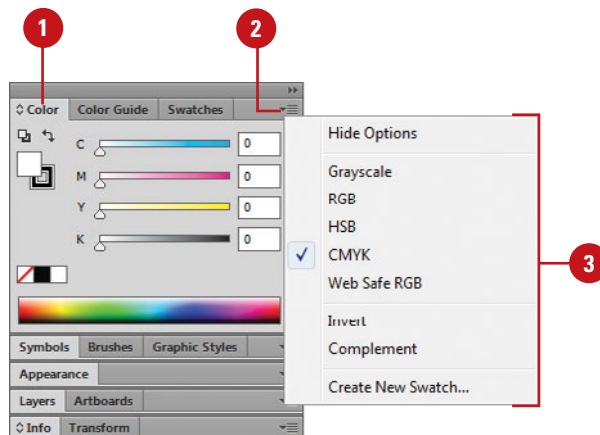 1
2
Color Color Guide Swatches
C 0
M 0
Y 0
K 0
Hide Options
Grayscale
RGB
HSB
CMYK
Web Safe RGB
Invert
Complement
Create New Swatch...
3
Symbols Brushes Graphic Styles
Appearance
Layers Artboards
Info Transform